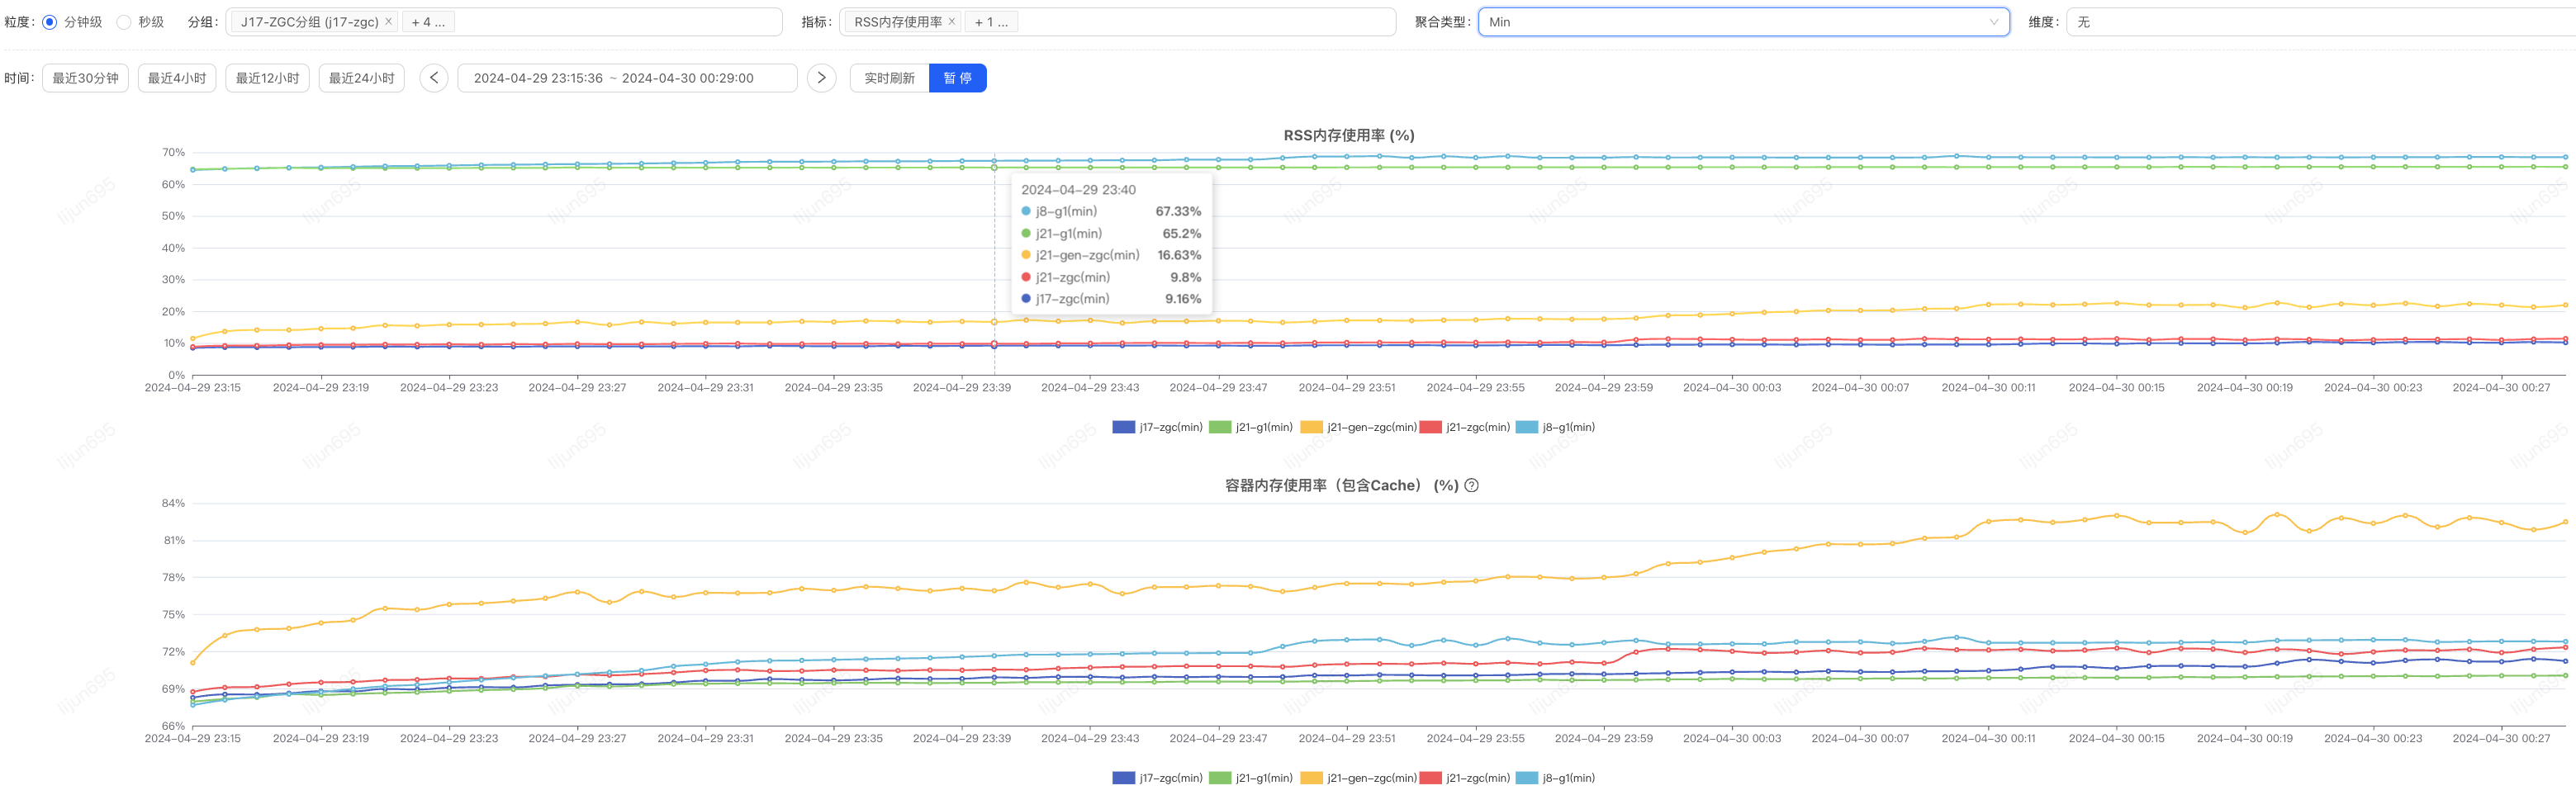 粒度: 分钟级 秒级 分组: J17-ZGC分组 (j17-zgc) × + 4 ... 指标: RSS内存使用率 × + 1 ... 聚合类型: Min 维度: 无
时间: 最近30分钟 最近4小时 最近12小时 最近24小时 < 2024-04-29 23:15:36 ~ 2024-04-30 00:29:00 > 实时刷新 暂 停
RSS内存使用率 (%)
70%
60%
50%
40%
30%
20%
10%
0%
2024-04-29 23:40
j8-g1(min) 67.33%
j21-g1(min) 65.2%
j21-gen-zgc(min) 16.63%
j21-zgc(min) 9.8%
j17-zgc(min) 9.16%
2024-04-29 23:15 2024-04-29 23:19 2024-04-29 23:23 2024-04-29 23:27 2024-04-29 23:31 2024-04-29 23:35 2024-04-29 23:39 2024-04-29 23:43 2024-04-29 23:47 2024-04-29 23:51 2024-04-29 23:55 2024-04-29 23:59 2024-04-30 00:03 2024-04-30 00:07 2024-04-30 00:11 2024-04-30 00:15 2024-04-30 00:19 2024-04-30 00:23 2024-04-30 00:27
j17-zgc(min) j21-g1(min) j21-gen-zgc(min) j21-zgc(min) j8-g1(min)
容器内存使用率（包含Cache） (%) ?
84%
81%
78%
75%
72%
69%
66%
2024-04-29 23:15 2024-04-29 23:19 2024-04-29 23:23 2024-04-29 23:27 2024-04-29 23:31 2024-04-29 23:35 2024-04-29 23:39 2024-04-29 23:43 2024-04-29 23:47 2024-04-29 23:51 2024-04-29 23:55 2024-04-29 23:59 2024-04-30 00:03 2024-04-30 00:07 2024-04-30 00:11 2024-04-30 00:15 2024-04-30 00:19 2024-04-30 00:23 2024-04-30 00:27
j17-zgc(min) j21-g1(min) j21-gen-zgc(min) j21-zgc(min) j8-g1(min)
lijun695